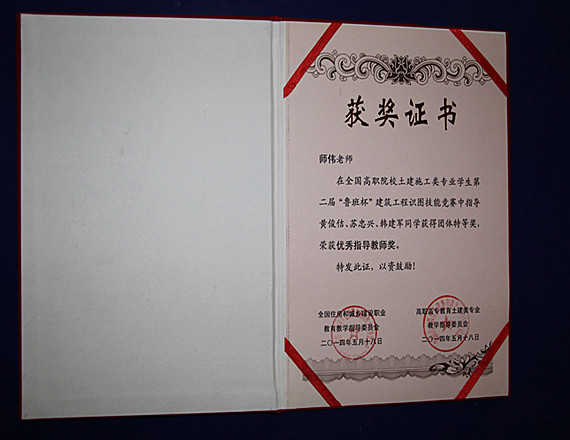 获奖证书
师伟老师
在全国高职院校土建施工类专业学生第
二届“鲁班杯”建筑工程识图技能竞赛中指导
黄俊佶、苏忠兴、韩建军同学获得团体特等奖，
荣获优秀指导教师奖。
特发此证，以资鼓励！
全国住房和城乡建设职业
教育教学指导委员会
二〇一四年五月十八日
高职高专教育土建类专业
教学指导委员会
二〇一四年五月十八日